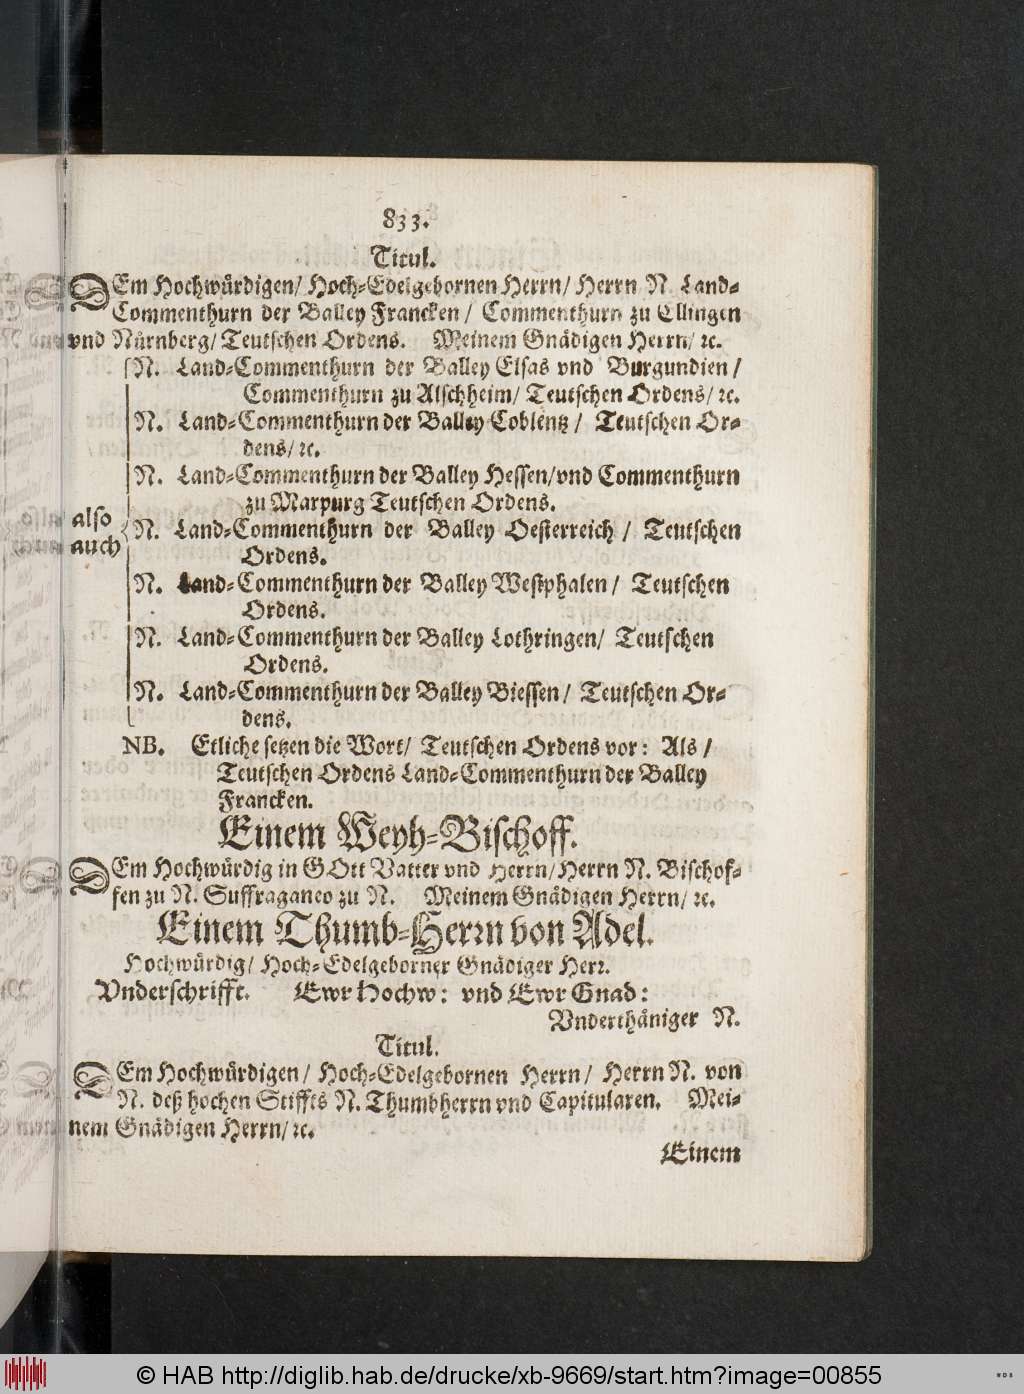 833.
Titul.
DEm Hochwürdigen/ Hoch-Edelgebornen Herrn/ Herrn N. Land-
Commenthurn der Balley Francken / Commenthurn zu Ellingen
vnd Nürnberg/ Teutschen Ordens. Meinem Gnädigen Herrn/ ꝛc.
N. Land-Commenthurn der Balley Elsas vnd Burgundien /
Commenthurn zu Alschheim/ Teutschen Ordens/ ꝛc.
N. Land-Commenthurn der Balley Coblentz / Teutschen Or-
dens/ ꝛc.
N. Land-Commenthurn der Balley Hessen/vnd Commenthurn
zu Marpurg Teutschen Ordens.
also
auch
N. Land-Commenthurn der Balley Oesterreich / Teutschen
Ordens.
N. Land-Commenthurn der Balley Westphalen / Teutschen
Ordens.
N. Land-Commenthurn der Balley Lothringen/ Teutschen
Ordens.
N. Land-Commenthurn der Balley Biessen / Teutschen Or-
dens.
NB. Etliche setzen die Wort/ Teutschen Ordens vor: Als /
Teutschen Ordens Land-Commenthurn der Balley
Francken.
Einem Weyh-Bischoff.
DEm Hochwürdig in GOtt Vatter vnd Herrn/Herrn N. Bischof-
fen zu N. Suffraganeo zu N. Meinem Gnädigen Herrn/ ꝛc.
Einem Thumb-Herꝛn von Adel.
Hochwürdig/ Hoch-Edelgeborner Gnädiger Herꝛ.
Vnderschrifft. Ewr Hochw: vnd Ewr Gnad:
Vnderthäniger N.
Titul.
DEm Hochwürdigen/ Hoch-Edelgebornen Herrn/ Herrn N. von
N. deß hochen Stiffts N. Thumbherrn vnd Capitularen. Mei-
nem Gnädigen Herrn/ ꝛc.
Einem
© HAB http://diglib.hab.de/drucke/xb-9669/start.htm?image=00855